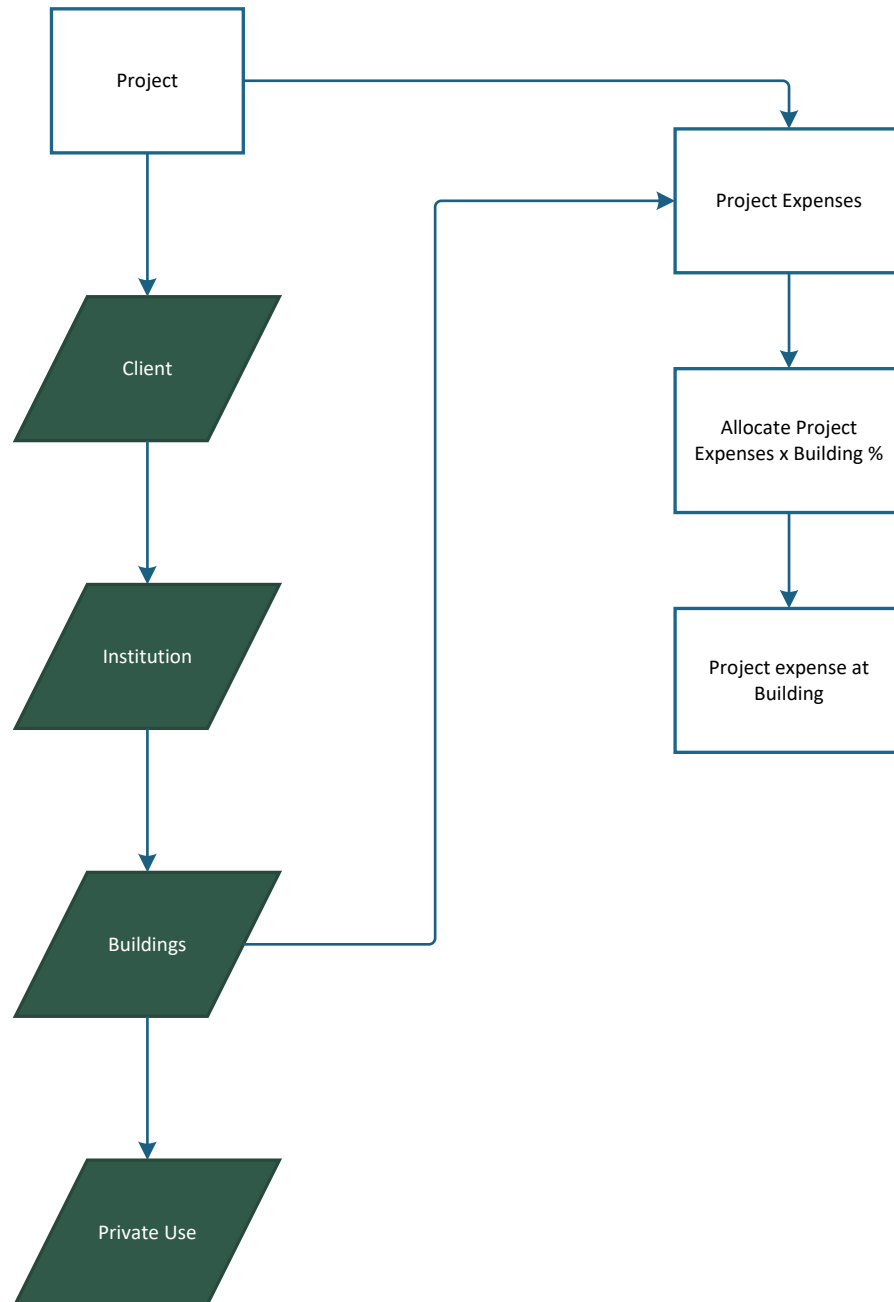 Project
Project Expenses
Client
Allocate Project
Expenses x Building %
Institution
Project expense at
Building
Buildings
Private Use